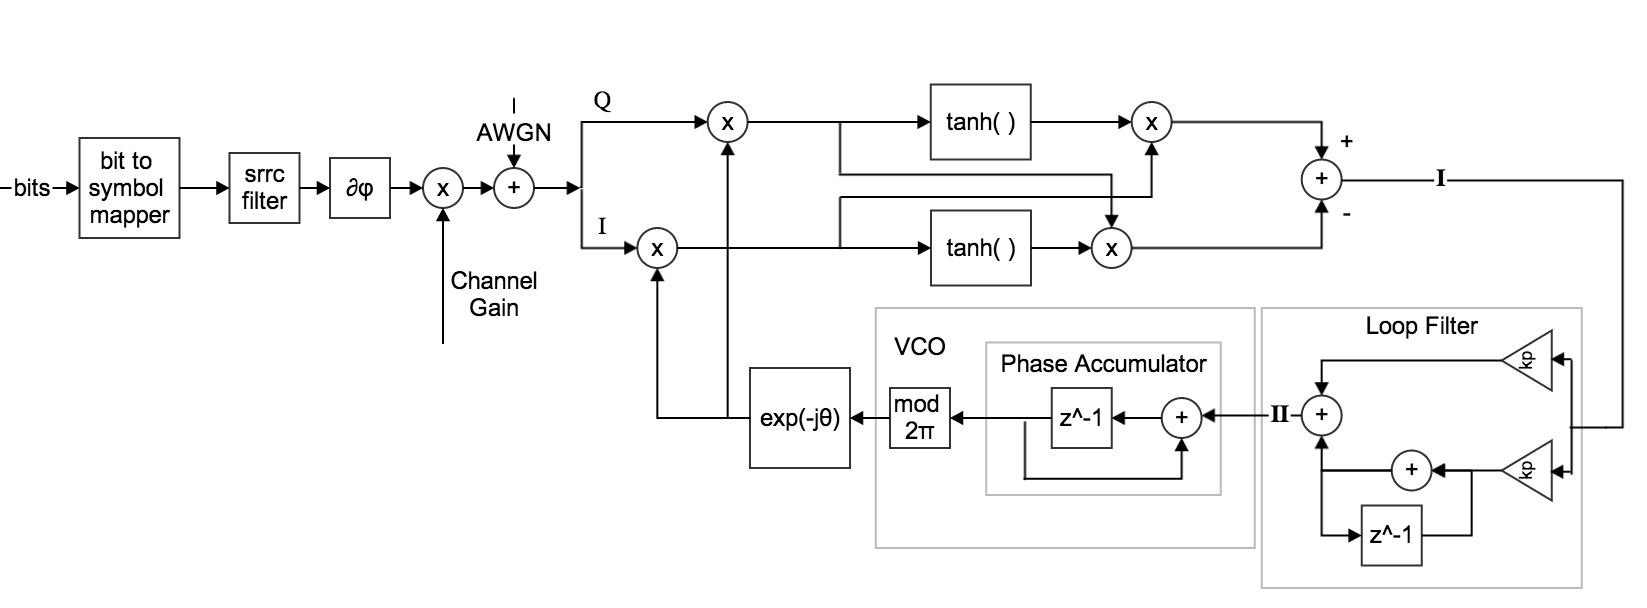 bits
bit to
symbol
mapper
srrc
filter
∂φ
x
Channel
Gain
AWGN
+
Q
I
x
x
tanh( )
tanh( )
x
x
+
+
-
I
Loop Filter
kp
kp
+
+
z^-1
II
VCO
Phase Accumulator
+
z^-1
mod
2π
exp(-jθ)